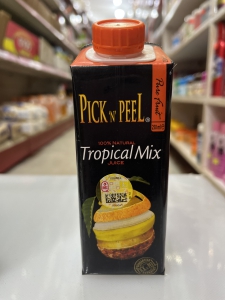 PICK 'N' PEEL®
Pure Fruit
100% NATURAL
Tropical Mix
JUICE